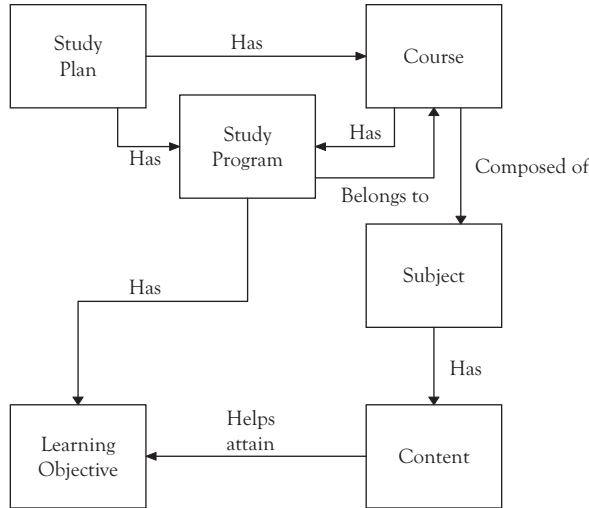 Study
Plan
Has
Course
Has
Study
Program
Has
Belongs to
Composed of
Has
Subject
Has
Learning
Objective
Helps
attain
Content